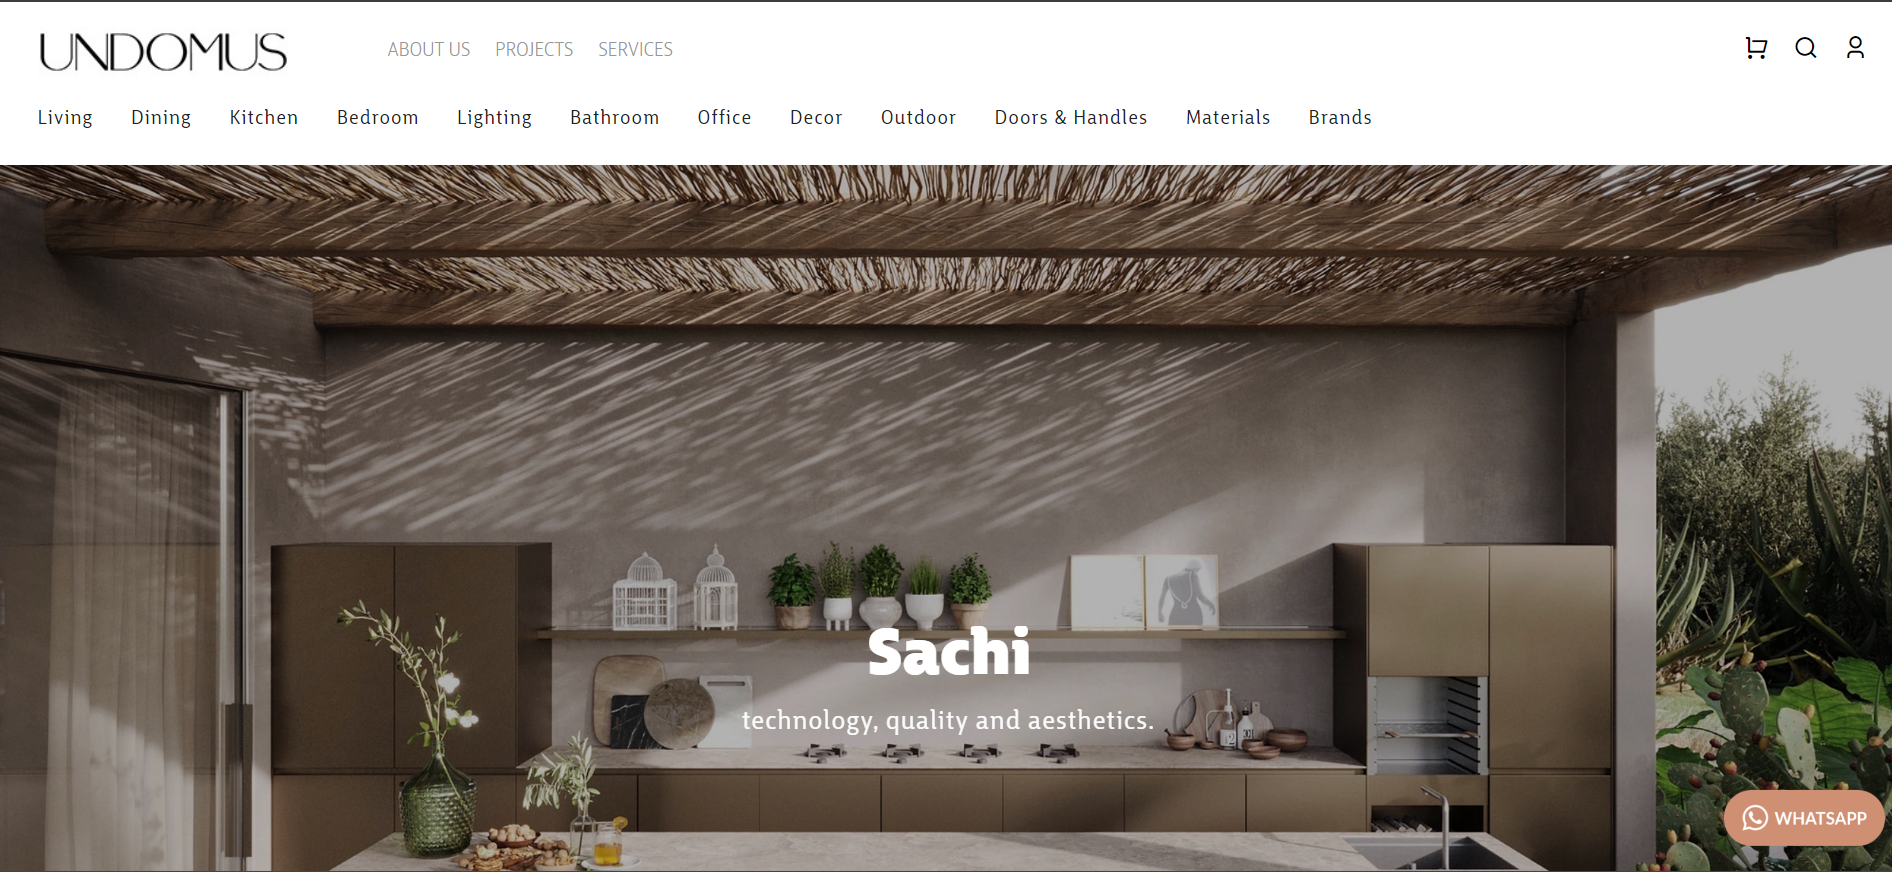 UNDOMUS
ABOUT US PROJECTS SERVICES
Living Dining Kitchen Bedroom Lighting Bathroom Office Decor Outdoor Doors & Handles Materials Brands
Sachi
technology, quality and aesthetics.
WHATSAPP